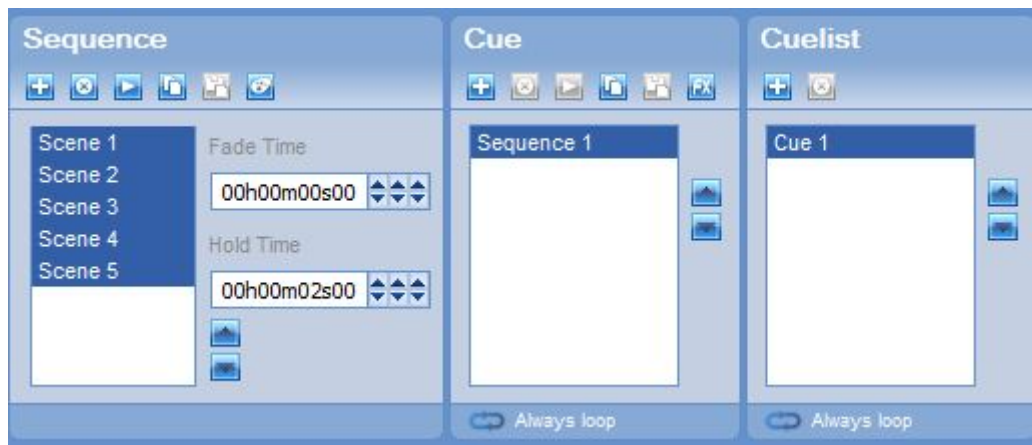 Sequence
Scene 1
Scene 2
Scene 3
Scene 4
Scene 5
Fade Time
00h00m00s00
Hold Time
00h00m02s00
Cue
FX
Sequence 1
Always loop
Cuelist
Cue 1
Always loop